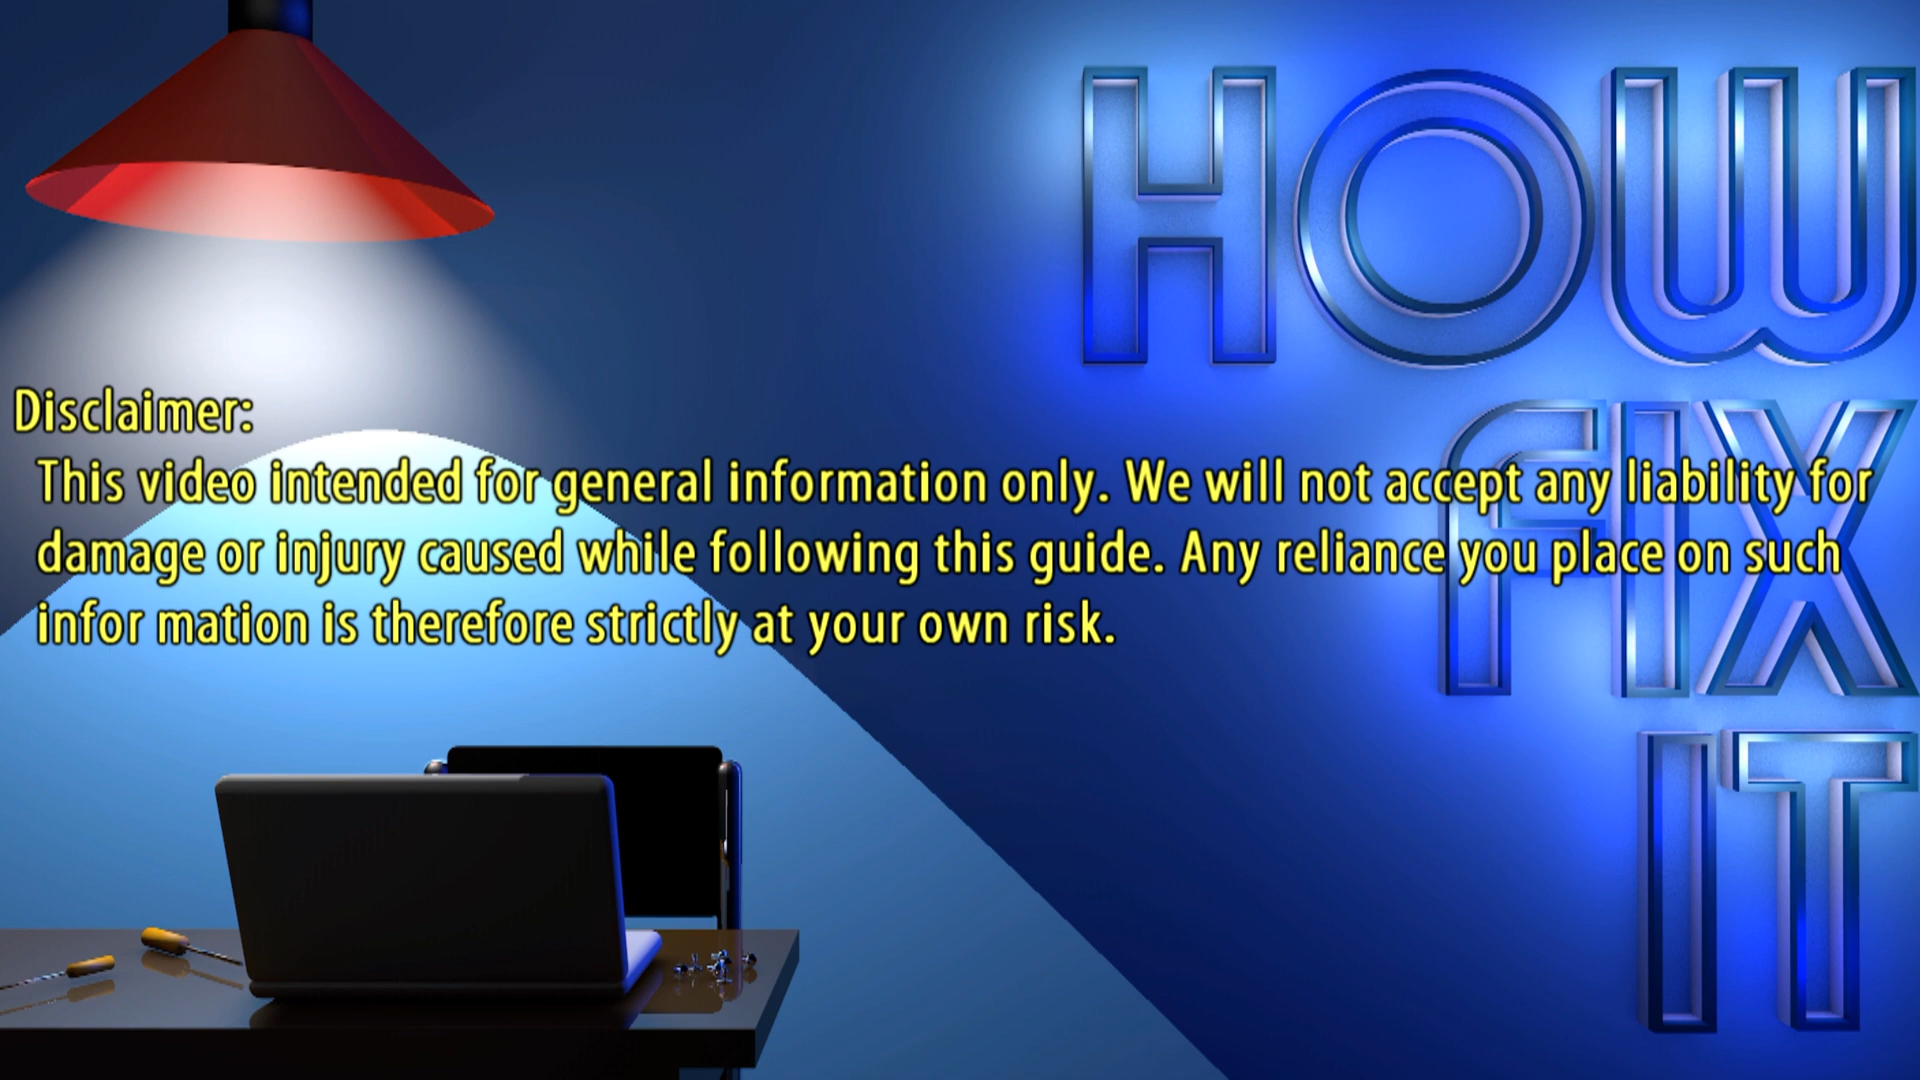 HOW
FIX
IT
Disclaimer:
This video intended for general information only. We will not accept any liability for
damage or injury caused while following this guide. Any reliance you place on such
infor mation is therefore strictly at your own risk.